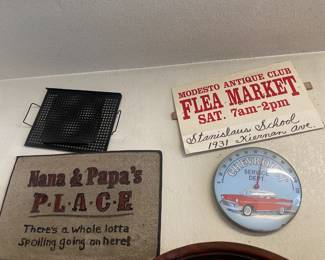 MODESTO ANTIQUE CLUB
FLEA MARKET
SAT. 7am-2pm
Stanislaus School
1931 Kiernan Ave.
Nana & Papa's
P·L·A·C·E
There's a whole lotta
spoiling going on here!
CHEVROLET
SERVICE
DEPT.